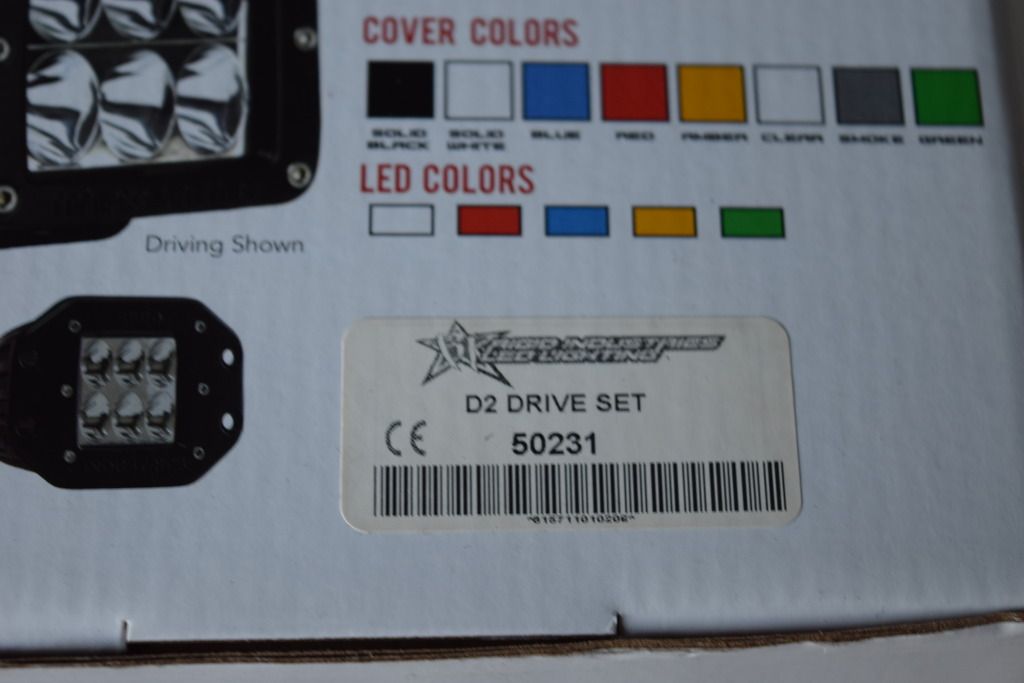 COVER COLORS
SOLID BLACK
SOLID WHITE
BLUE
RED
AMBER
CLEAR
SMOKE
GREEN
LED COLORS
Driving Shown
RIGID INDUSTRIES
LED LIGHTING
D2 DRIVE SET
CE 50231
*815711010206*